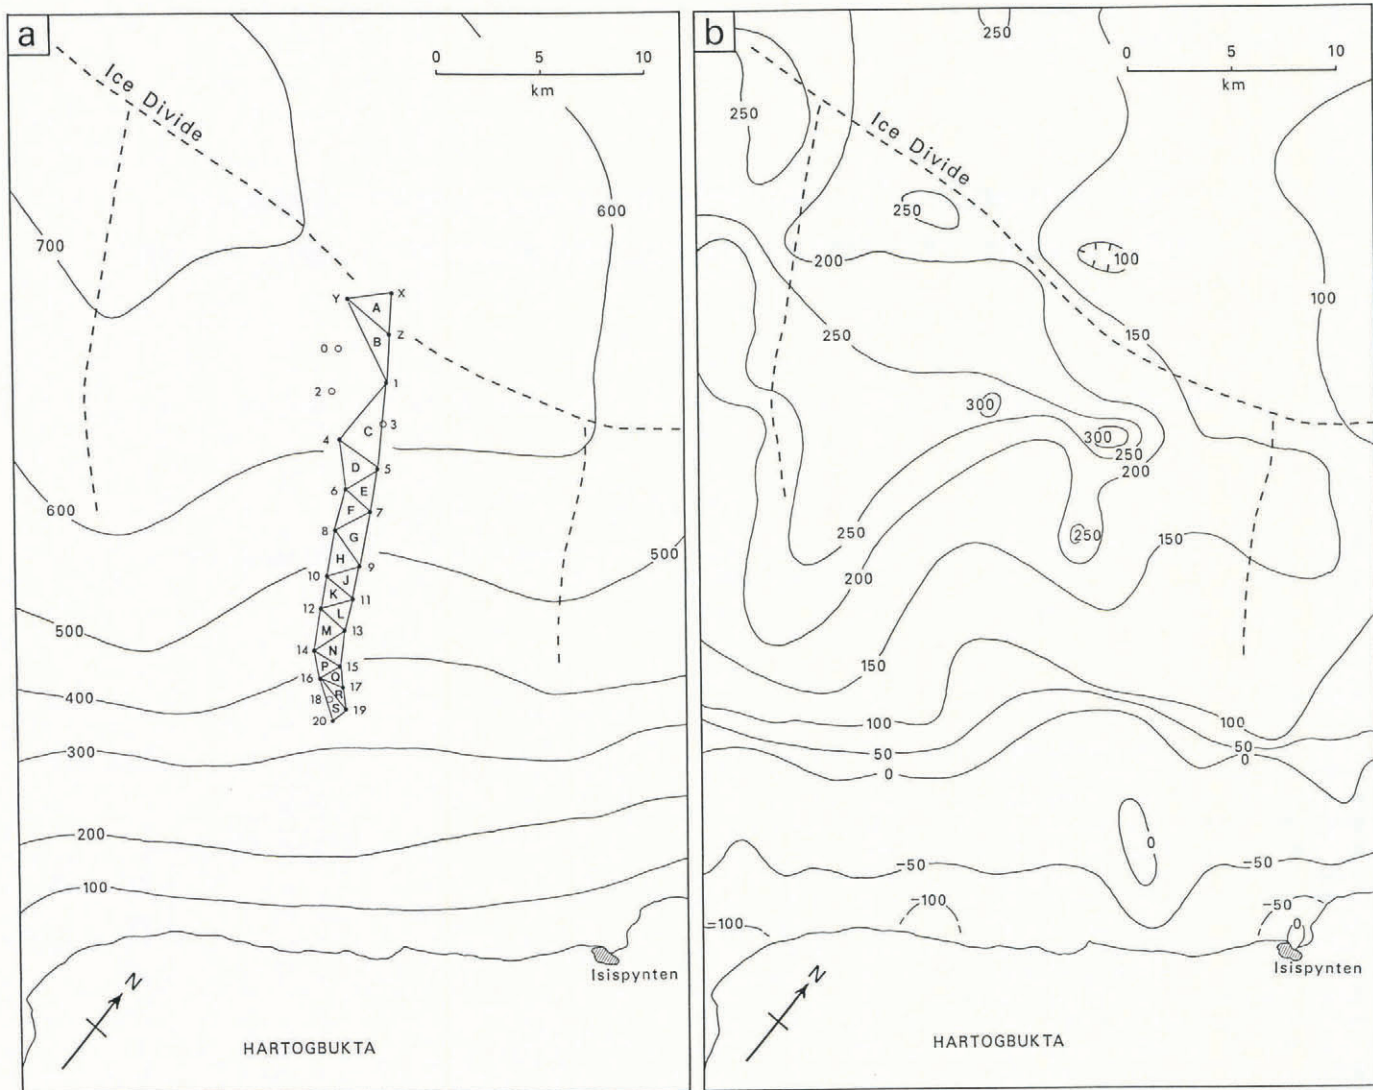 a
0 5 10
km
Ice Divide
600
700
Y X
A
Z
B
0
2
1
C 3
4
D 5
6 E
F 7
600
8 G
H 9
500
10 J
K 11
12 L
500
M 13
14 N
P 15
16 Q
17
400
18 R
S 19
20
300
200
100
Isispynten
N
HARTOGBUKTA
b
250
0 5 10
km
250
Ice Divide
250
200
100
100
250
150
300
300
250
200
250
250
200
150
150
100
100
50
50
0
0
0
-50
-50
-100
-50
-100
0
Isispynten
N
HARTOGBUKTA